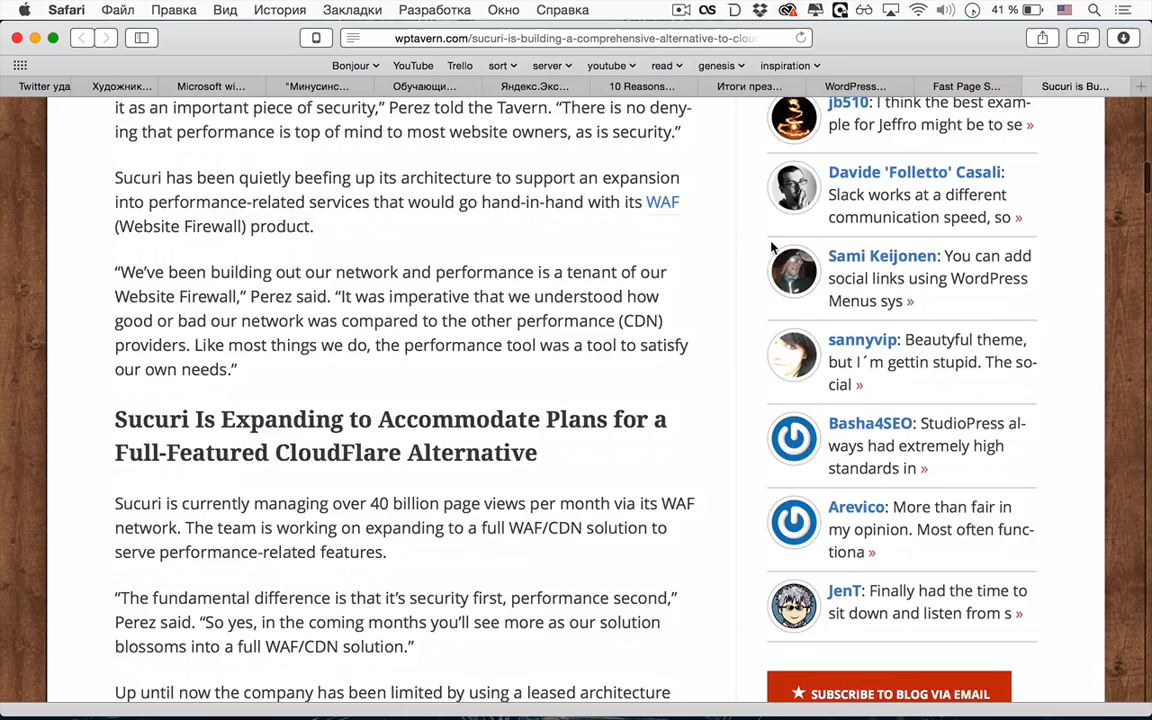 Safari Файл Правка Вид История Закладки Разработка Окно Справка 41 %
wptavern.com/sucuri-is-building-a-comprehensive-alternative-to-clou
Bonjour YouTube Trello sort server youtube read genesis inspiration
Twitter уда Художник... Microsoft wi... "Минусинс... Обучающи... Яндекс.Экс... 10 Reasons... Итоги през... WordPress... Fast Page S... Sucuri is Bu...
it as an important piece of security,” Perez told the Tavern. “There is no deny-
ing that performance is top of mind to most website owners, as is security.”
Sucuri has been quietly beefing up its architecture to support an expansion
into performance-related services that would go hand-in-hand with its WAF
(Website Firewall) product.
“We’ve been building out our network and performance is a tenant of our
Website Firewall,” Perez said. “It was imperative that we understood how
good or bad our network was compared to the other performance (CDN)
providers. Like most things we do, the performance tool was a tool to satisfy
our own needs.”
Sucuri Is Expanding to Accommodate Plans for a
Full-Featured CloudFlare Alternative
Sucuri is currently managing over 40 billion page views per month via its WAF
network. The team is working on expanding to a full WAF/CDN solution to
serve performance-related features.
“The fundamental difference is that it’s security first, performance second,”
Perez said. “So yes, in the coming months you’ll see more as our solution
blossoms into a full WAF/CDN solution.”
Up until now the company has been limited by using a leased architecture
jb510: I think the best exam-
ple for Jeffro might be to se »
Davide 'Folletto' Casali:
Slack works at a different
communication speed, so »
Sami Keijonen: You can add
social links using WordPress
Menus sys »
sannyvip: Beautyful theme,
but I´m gettin stupid. The so-
cial »
Basha4SEO: StudioPress al-
ways had extremely high
standards in »
Arevico: More than fair in
my opinion. Most often func-
tiona »
JenT: Finally had the time to
sit down and listen from s »
SUBSCRIBE TO BLOG VIA EMAIL